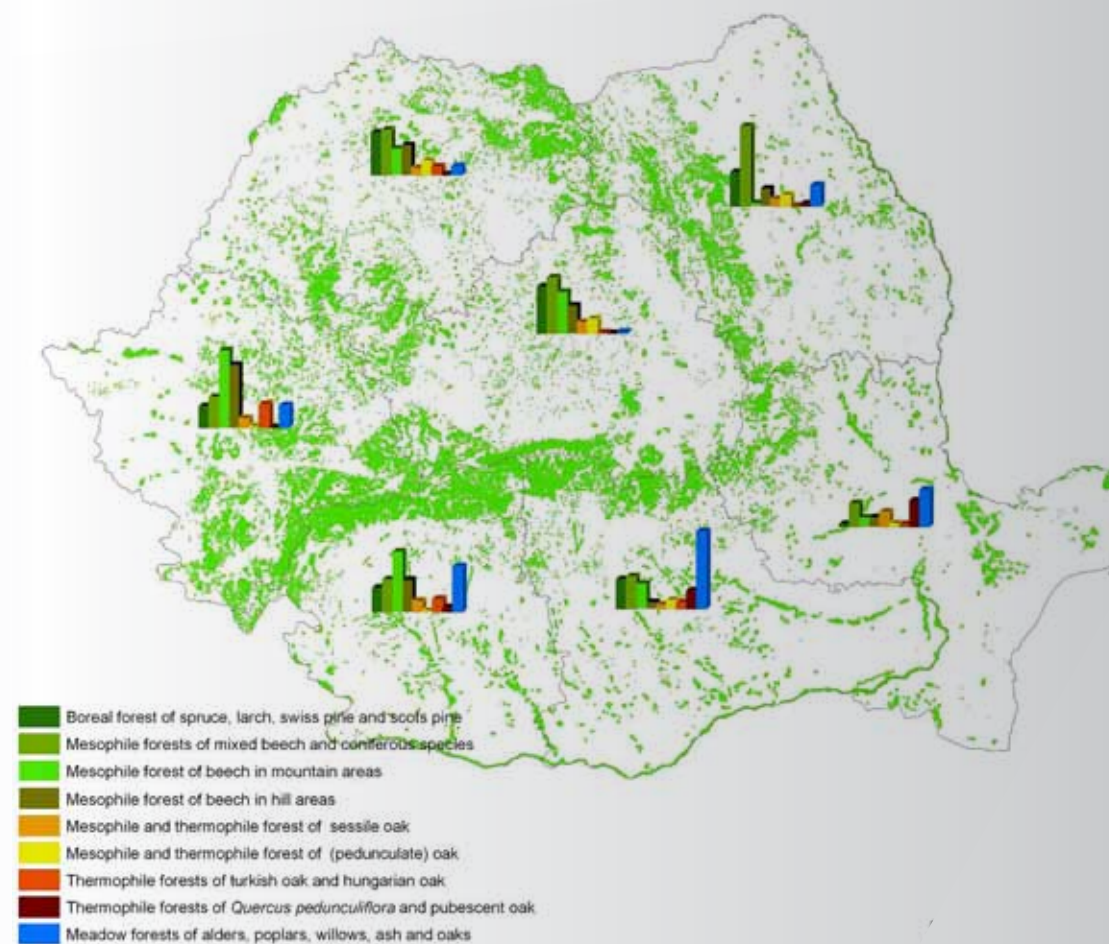 Boreal forest of spruce, larch, swiss pine and scots pine
Mesophile forests of mixed beech and coniferous species
Mesophile forest of beech in mountain areas
Mesophile forest of beech in hill areas
Mesophile and thermophile forest of sessile oak
Mesophile and thermophile forest of (pedunculate) oak
Thermophile forests of turkish oak and hungarian oak
Thermophile forests of Quercus pedunculiflora and pubescent oak
Meadow forests of alders, poplars, willows, ash and oaks